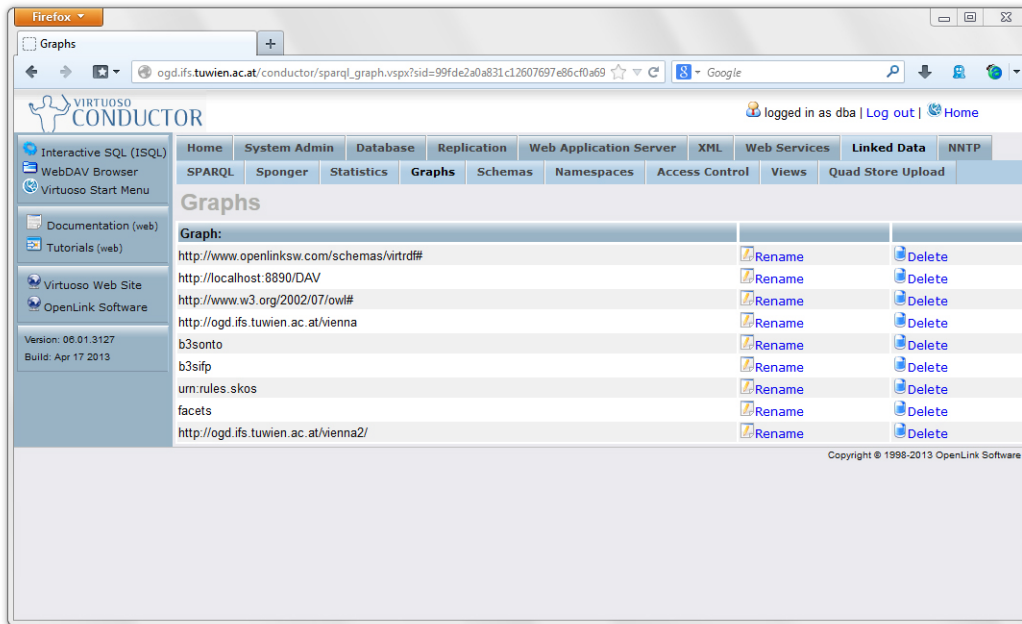 Firefox
Graphs
ogd.ifs.tuwien.ac.at/conductor/sparql_graph.vspx?sid=99fde2a0a831c12607697e86cf0a69
8 Google
VIRTUOSO
CONDUCTOR
logged in as dba | Log out | Home
Interactive SQL (ISQL)
WebDAV Browser
Virtuoso Start Menu
Documentation (web)
Tutorials (web)
Virtuoso Web Site
OpenLink Software
Version: 06.01.3127
Build: Apr 17 2013
Home System Admin Database Replication Web Application Server XML Web Services Linked Data NNTP
SPARQL Sponger Statistics Graphs Schemas Namespaces Access Control Views Quad Store Upload
Graphs
Graph:
http://www.openlinksw.com/schemas/virtrdf# Rename Delete
http://localhost:8890/DAV Rename Delete
http://www.w3.org/2002/07/owl# Rename Delete
http://ogd.ifs.tuwien.ac.at/vienna Rename Delete
b3sonto Rename Delete
b3sifp Rename Delete
urn:rules.skos Rename Delete
facets Rename Delete
http://ogd.ifs.tuwien.ac.at/vienna2/ Rename Delete
Copyright © 1998-2013 OpenLink Software